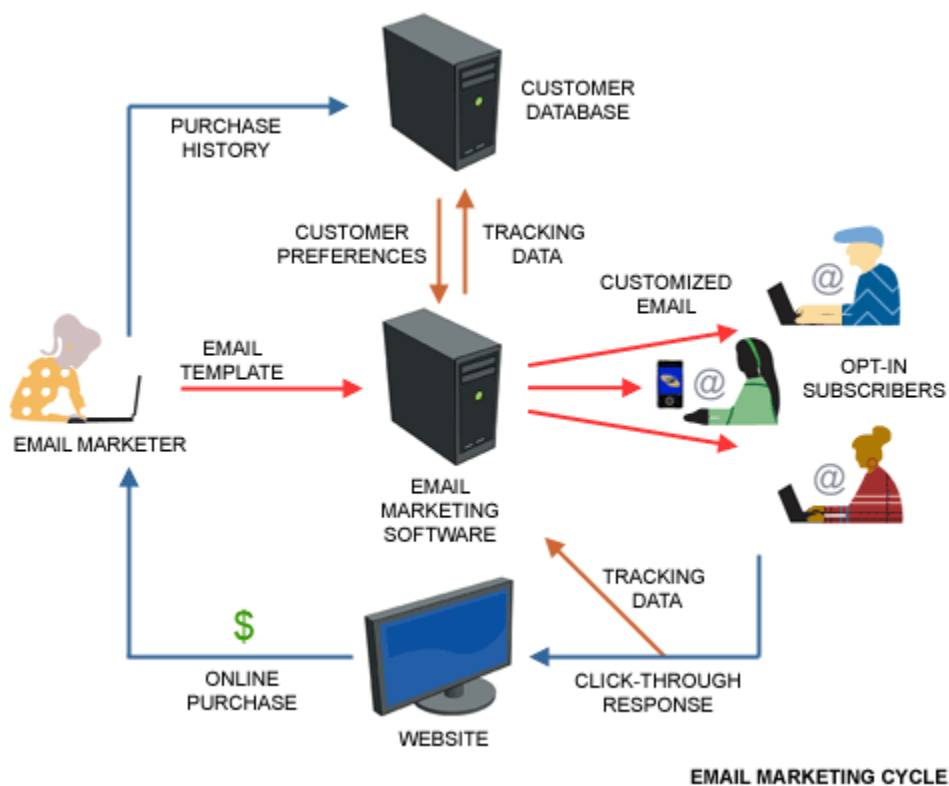 CUSTOMER
DATABASE
PURCHASE
HISTORY
CUSTOMER
PREFERENCES
TRACKING
DATA
CUSTOMIZED
EMAIL
@
EMAIL
TEMPLATE
@
OPT-IN
SUBSCRIBERS
EMAIL MARKETER
@
EMAIL
MARKETING
SOFTWARE
TRACKING
DATA
$
ONLINE
PURCHASE
CLICK-THROUGH
RESPONSE
WEBSITE
EMAIL MARKETING CYCLE